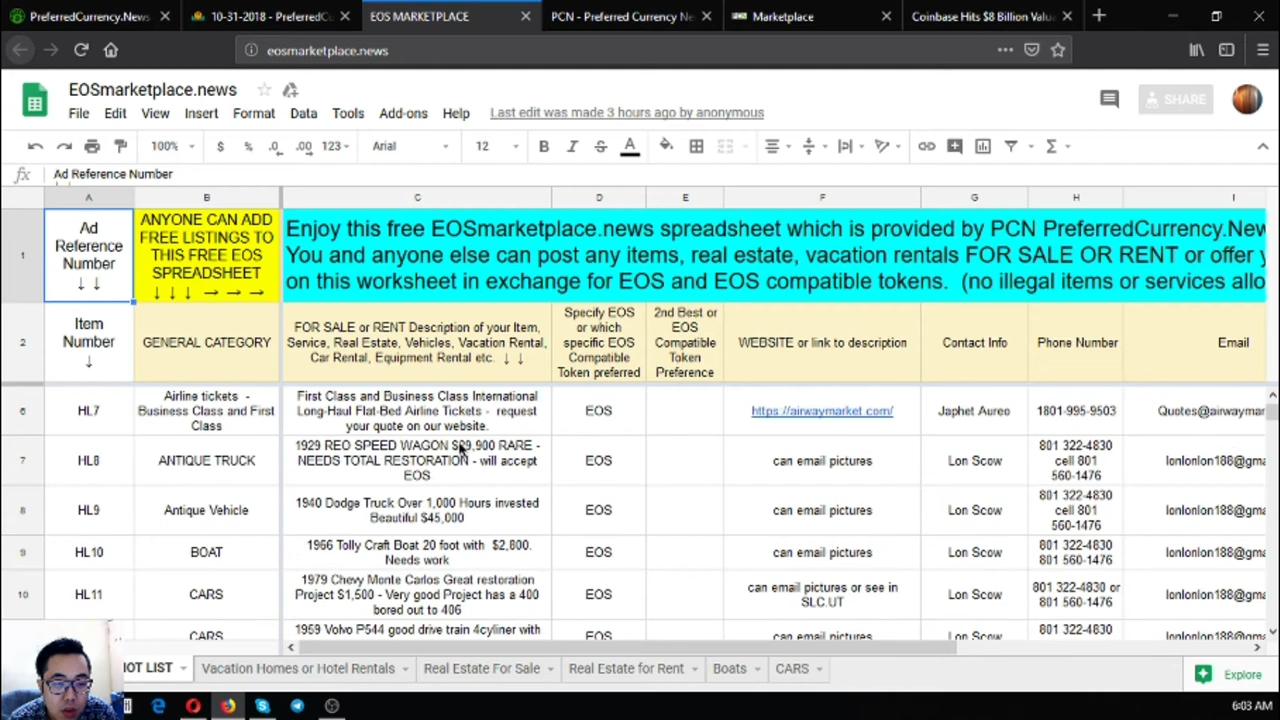 PreferredCurrency.News
10-31-2018 - PreferredCu
EOS MARKETPLACE
PCN - Preferred Currency Ne
Marketplace
Coinbase Hits $8 Billion Valua
eosmarketplace.news
EOSmarketplace.news
File Edit View Insert Format Data Tools Add-ons Help Last edit was made 3 hours ago by anonymous
SHARE
100% $ % .0 .00 123 Arial 12 B I S A
fx Ad Reference Number
A B C D E F G H I
1
Ad
Reference
Number
↓ ↓
ANYONE CAN ADD
FREE LISTINGS TO
THIS FREE EOS
SPREADSHEET
↓ ↓ ↓ → → →
Enjoy this free EOSmarketplace.news spreadsheet which is provided by PCN PreferredCurrency.New
You and anyone else can post any items, real estate, vacation rentals FOR SALE OR RENT or offer y
on this worksheet in exchange for EOS and EOS compatible tokens. (no illegal items or services allo
2
Item
Number
↓
GENERAL CATEGORY
FOR SALE or RENT Description of your Item,
Service, Real Estate, Vehicles, Vacation Rental,
Car Rental, Equipment Rental etc. ↓ ↓
Specify EOS
or which
specific EOS
Compatible
Token preferred
2nd Best or
EOS
Compatible
Token
Preference
WEBSITE or link to description
Contact Info
Phone Number
Email
6
HL7
Airline tickets -
Business Class and First
Class
First Class and Business Class International
Long-Haul Flat-Bed Airline Tickets - request
your quote on our website.
EOS
https://airwaymarket.com/
Japhet Aureo
1801-995-9503
Quotes@airwaymar
7
HL8
ANTIQUE TRUCK
1929 REO SPEED WAGON ,900 RARE -
NEEDS TOTAL RESTORATION - will accept
EOS
EOS
can email pictures
Lon Scow
801 322-4830
cell 801
560-1476
lonlonlon188@gma
8
HL9
Antique Vehicle
1940 Dodge Truck Over 1,000 Hours invested
Beautiful $45,000
EOS
can email pictures
Lon Scow
801 322-4830
cell 801
560-1476
lonlonlon188@gma
9
HL10
BOAT
1966 Tolly Craft Boat 20 foot with $2,800.
Needs work
EOS
can email pictures
Lon Scow
801 322-4830
801 560-1476
lonlonlon188@gma
10
HL11
CARS
1979 Chevy Monte Carlos Great restoration
Project $1,500 - Very good Project has a 400
bored out to 406
EOS
can email pictures or see in
SLC.UT
Lon Scow
801 322-4830 or
801 560-1476
lonlonlon188@gma
CARS
1959 Volvo P544 good drive train 4cyliner with
EOS
can email pictures or see in
Lon Scow
801 322-4830
lonlonlon188@gma
HOT LIST Vacation Homes or Hotel Rentals Real Estate For Sale Real Estate for Rent Boats CARS
Explore
6:03 AM